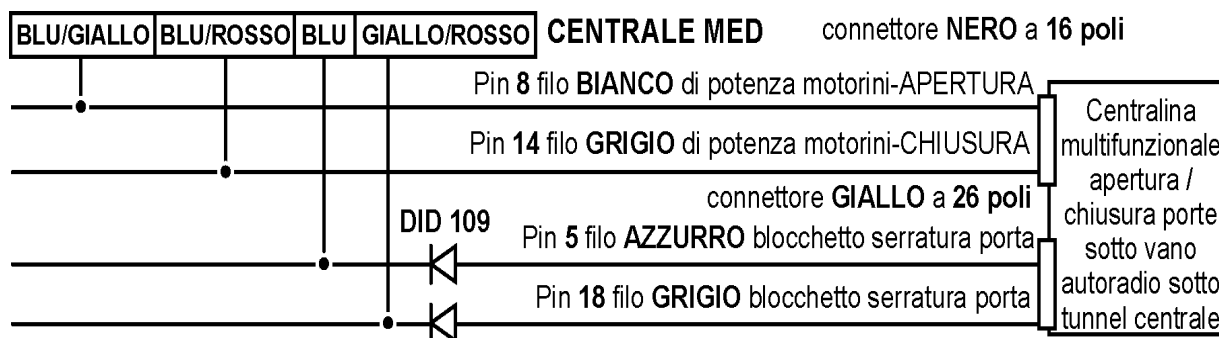 BLU/GIALLO BLU/ROSSO BLU GIALLO/ROSSO CENTRALE MED connettore NERO a 16 poli
Pin 8 filo BIANCO di potenza motorini-APERTURA
Pin 14 filo GRIGIO di potenza motorini-CHIUSURA
connettore GIALLO a 26 poli
DID 109
Pin 5 filo AZZURRO blocchetto serratura porta
Pin 18 filo GRIGIO blocchetto serratura porta
Centralina
multifunzionale
apertura /
chiusura porte
sotto vano
autoradio sotto
tunnel centrale